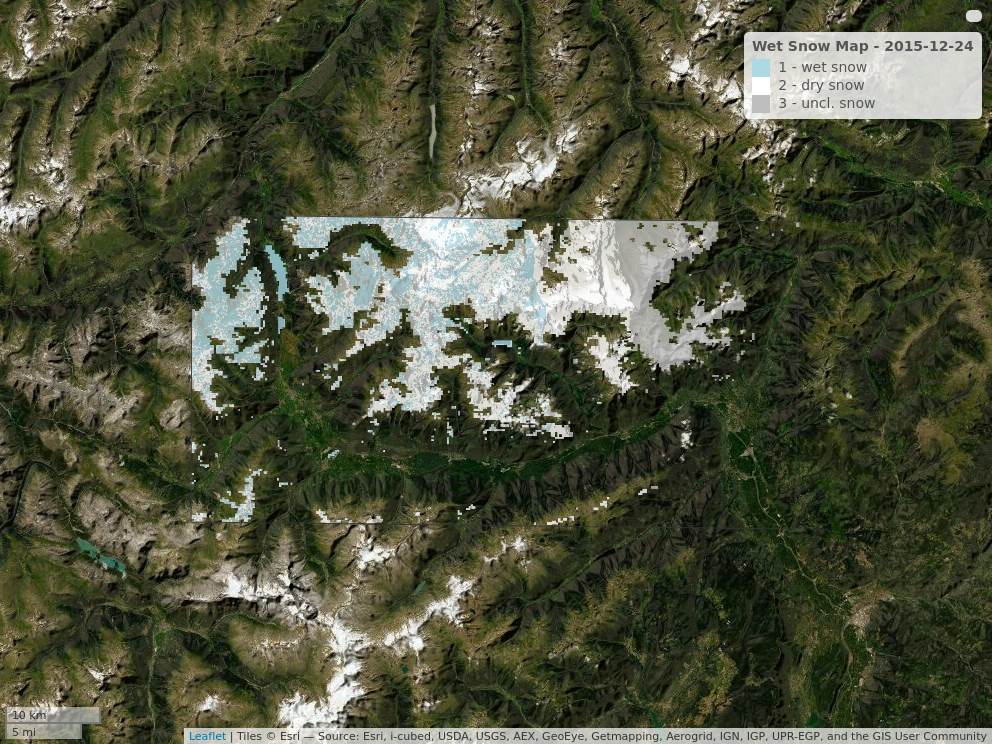 Wet Snow Map - 2015-12-24
1 - wet snow
2 - dry snow
3 - uncl. snow
10 km
5 mi
Leaflet | Tiles © Esri — Source: Esri, i-cubed, USDA, USGS, AEX, GeoEye, Getmapping, Aerogrid, IGN, IGP, UPR-EGP, and the GIS User Community